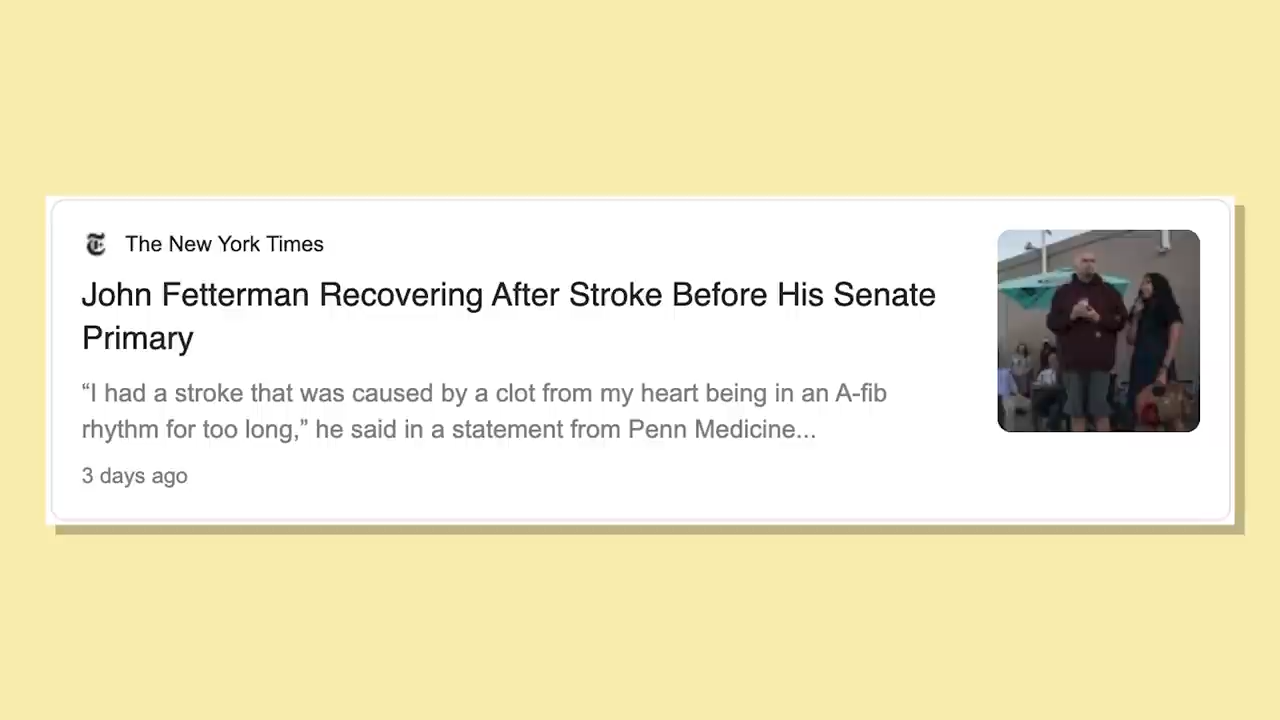 The New York Times
John Fetterman Recovering After Stroke Before His Senate
Primary
“I had a stroke that was caused by a clot from my heart being in an A-fib
rhythm for too long,” he said in a statement from Penn Medicine...
3 days ago